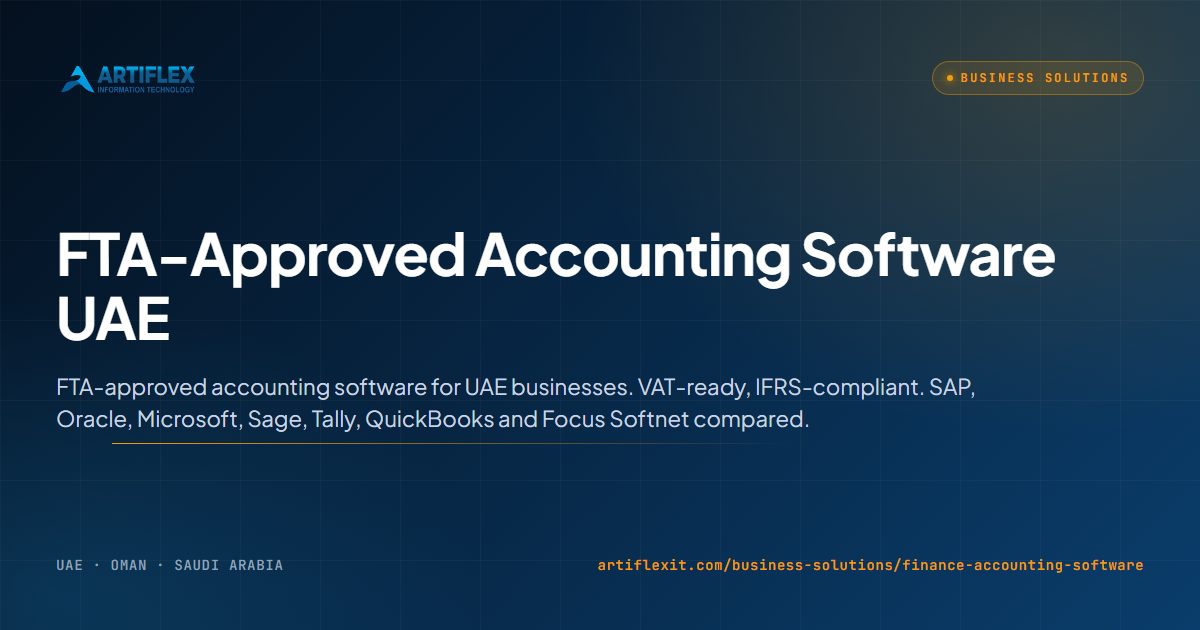 ARTIFLEX
INFORMATION TECHNOLOGY
BUSINESS SOLUTIONS
FTA-Approved Accounting Software
UAE
FTA-approved accounting software for UAE businesses. VAT-ready, IFRS-compliant. SAP,
Oracle, Microsoft, Sage, Tally, QuickBooks and Focus Softnet compared.
UAE · OMAN · SAUDI ARABIA
artiflexit.com/business-solutions/finance-accounting-software